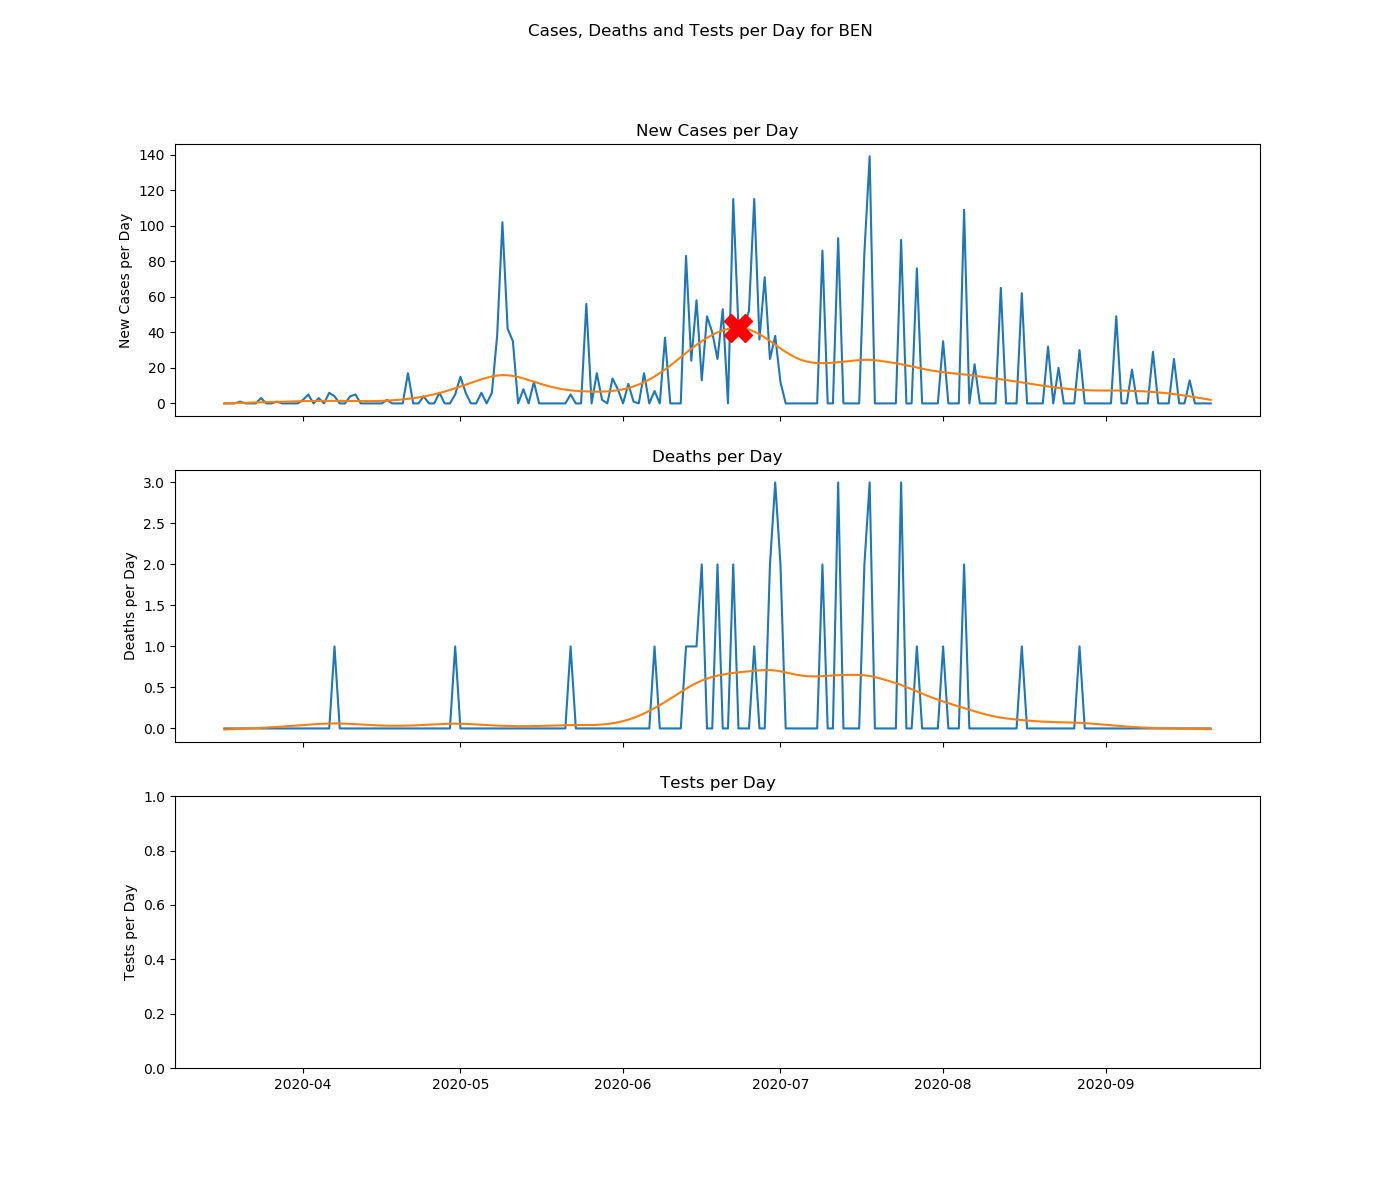 Cases, Deaths and Tests per Day for BEN
New Cases per Day
New Cases per Day
140
120
100
80
60
40
20
0
Deaths per Day
Deaths per Day
3.0
2.5
2.0
1.5
1.0
0.5
0.0
Tests per Day
Tests per Day
1.0
0.8
0.6
0.4
0.2
0.0
2020-04 2020-05 2020-06 2020-07 2020-08 2020-09